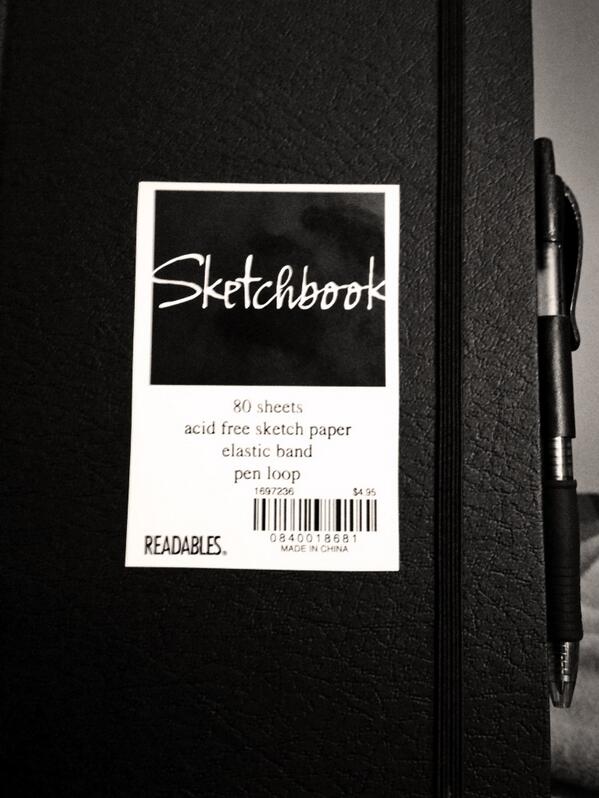 Sketchbook
80 sheets
acid free sketch paper
elastic band
pen loop
1697236 $4.95
0840018681
MADE IN CHINA
READABLES®